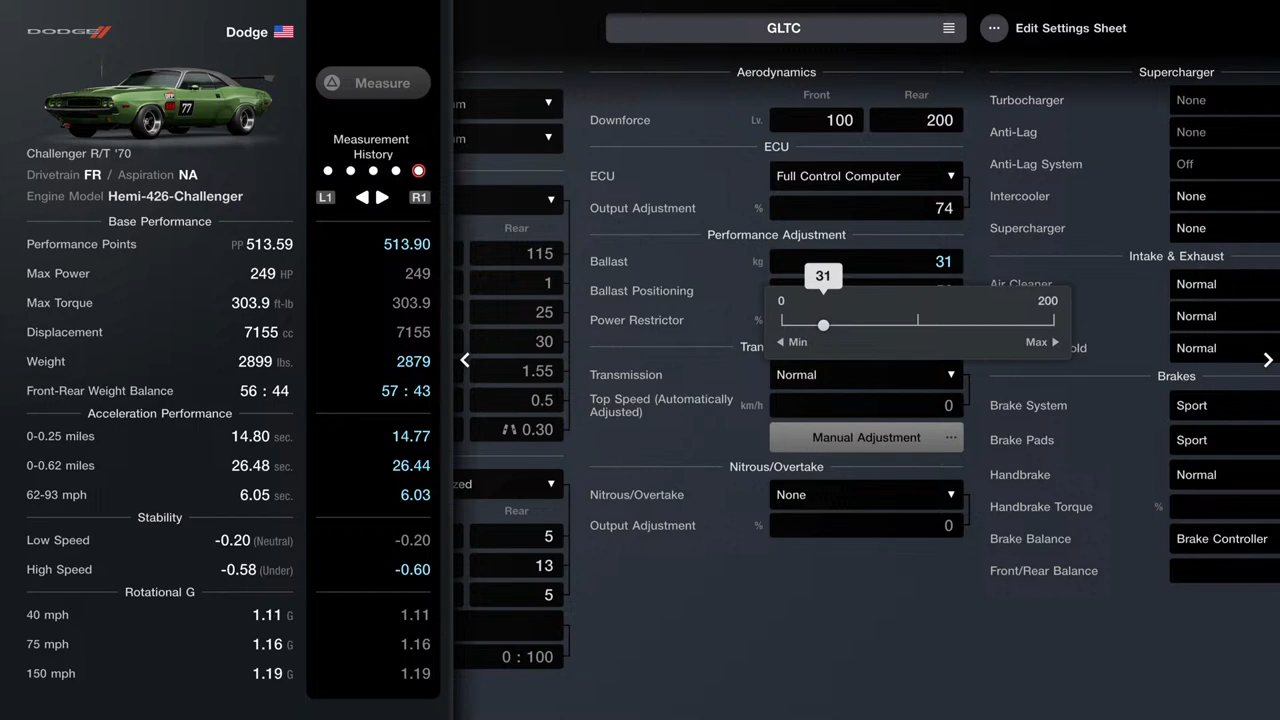 DODGE
Dodge
77
Challenger R/T '70
Drivetrain FR / Aspiration NA
Engine Model Hemi-426-Challenger
Base Performance
Performance Points PP 513.59
Max Power 249 HP
Max Torque 303.9 ft-lb
Displacement 7155 cc
Weight 2899 lbs.
Front-Rear Weight Balance 56 : 44
Acceleration Performance
0-0.25 miles 14.80 sec.
0-0.62 miles 26.48 sec.
62-93 mph 6.05 sec.
Stability
Low Speed -0.20 (Neutral)
High Speed -0.58 (Under)
Rotational G
40 mph 1.11 G
75 mph 1.16 G
150 mph 1.19 G
Measure
Measurement
History
L1 R1
513.90
249
303.9
7155
2879
57 : 43
14.77
26.44
6.03
-0.20
-0.60
1.11
1.16
1.19
GLTC
Edit Settings Sheet
Rear
115
1
25
30
1.55
0.5
0.30
zed
Rear
5
13
5
0 : 100
Aerodynamics
Front Rear
Downforce Lv. 100 200
ECU
ECU Full Control Computer
Output Adjustment % 74
Performance Adjustment
Ballast kg 31
31
0 200
Min Max
Ballast Positioning
Power Restrictor %
Tran
Transmission Normal
Top Speed (Automatically
Adjusted) km/h 0
Manual Adjustment ...
Nitrous/Overtake
Nitrous/Overtake None
Output Adjustment % 0
Supercharger
Turbocharger None
Anti-Lag None
Anti-Lag System Off
Intercooler None
Supercharger None
Intake & Exhaust
Air Cleaner Normal
Normal
old Normal
Brakes
Brake System Sport
Brake Pads Sport
Handbrake Normal
Handbrake Torque %
Brake Balance Brake Controller
Front/Rear Balance